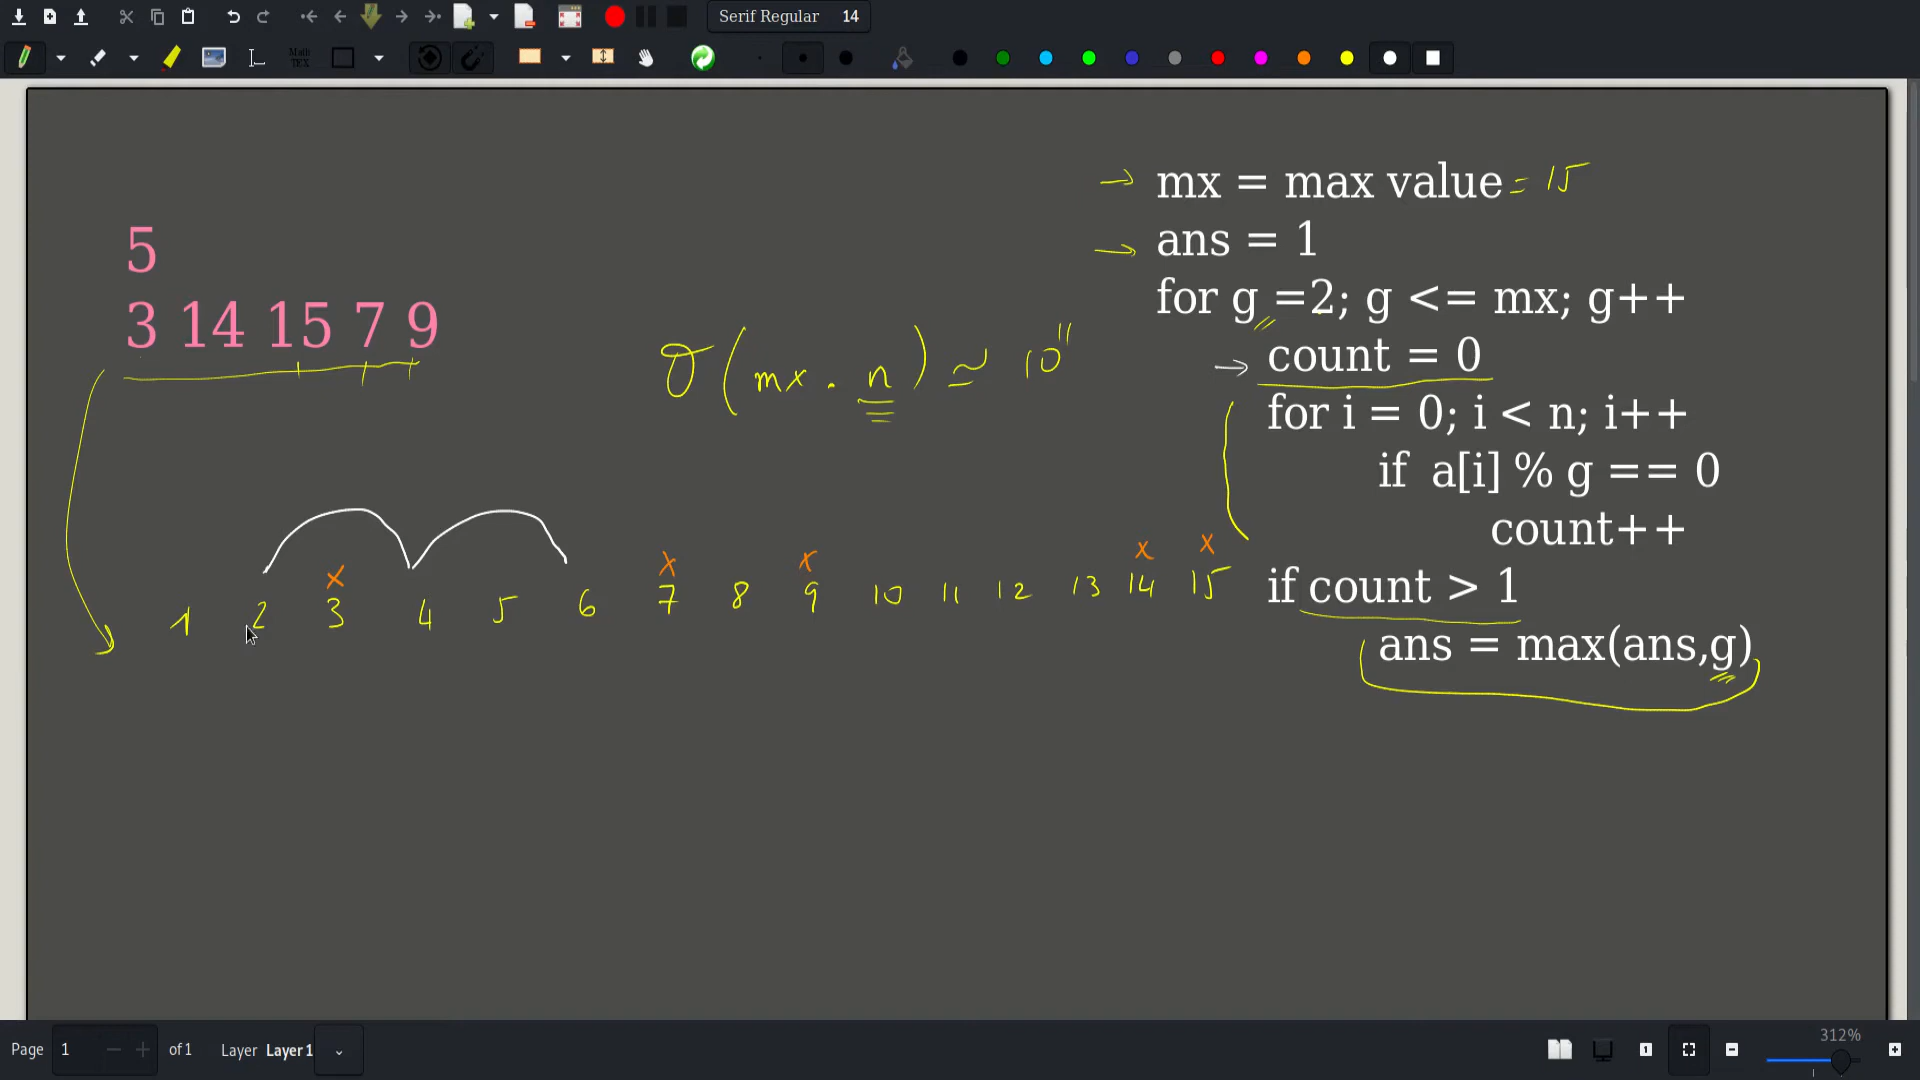 Serif Regular 14
Math
TEX
5
3 14 15 7 9
O(mx . n) ≃ 10^11
→ mx = max value = 15
→ ans = 1
for g =2; g <= mx; g++
→ count = 0
for i = 0; i < n; i++
if a[i] % g == 0
count++
if count > 1
ans = max(ans,g)
x x x x x
1 2 3 4 5 6 7 8 9 10 11 12 13 14 15
Page 1 of 1 Layer Layer 1
312%